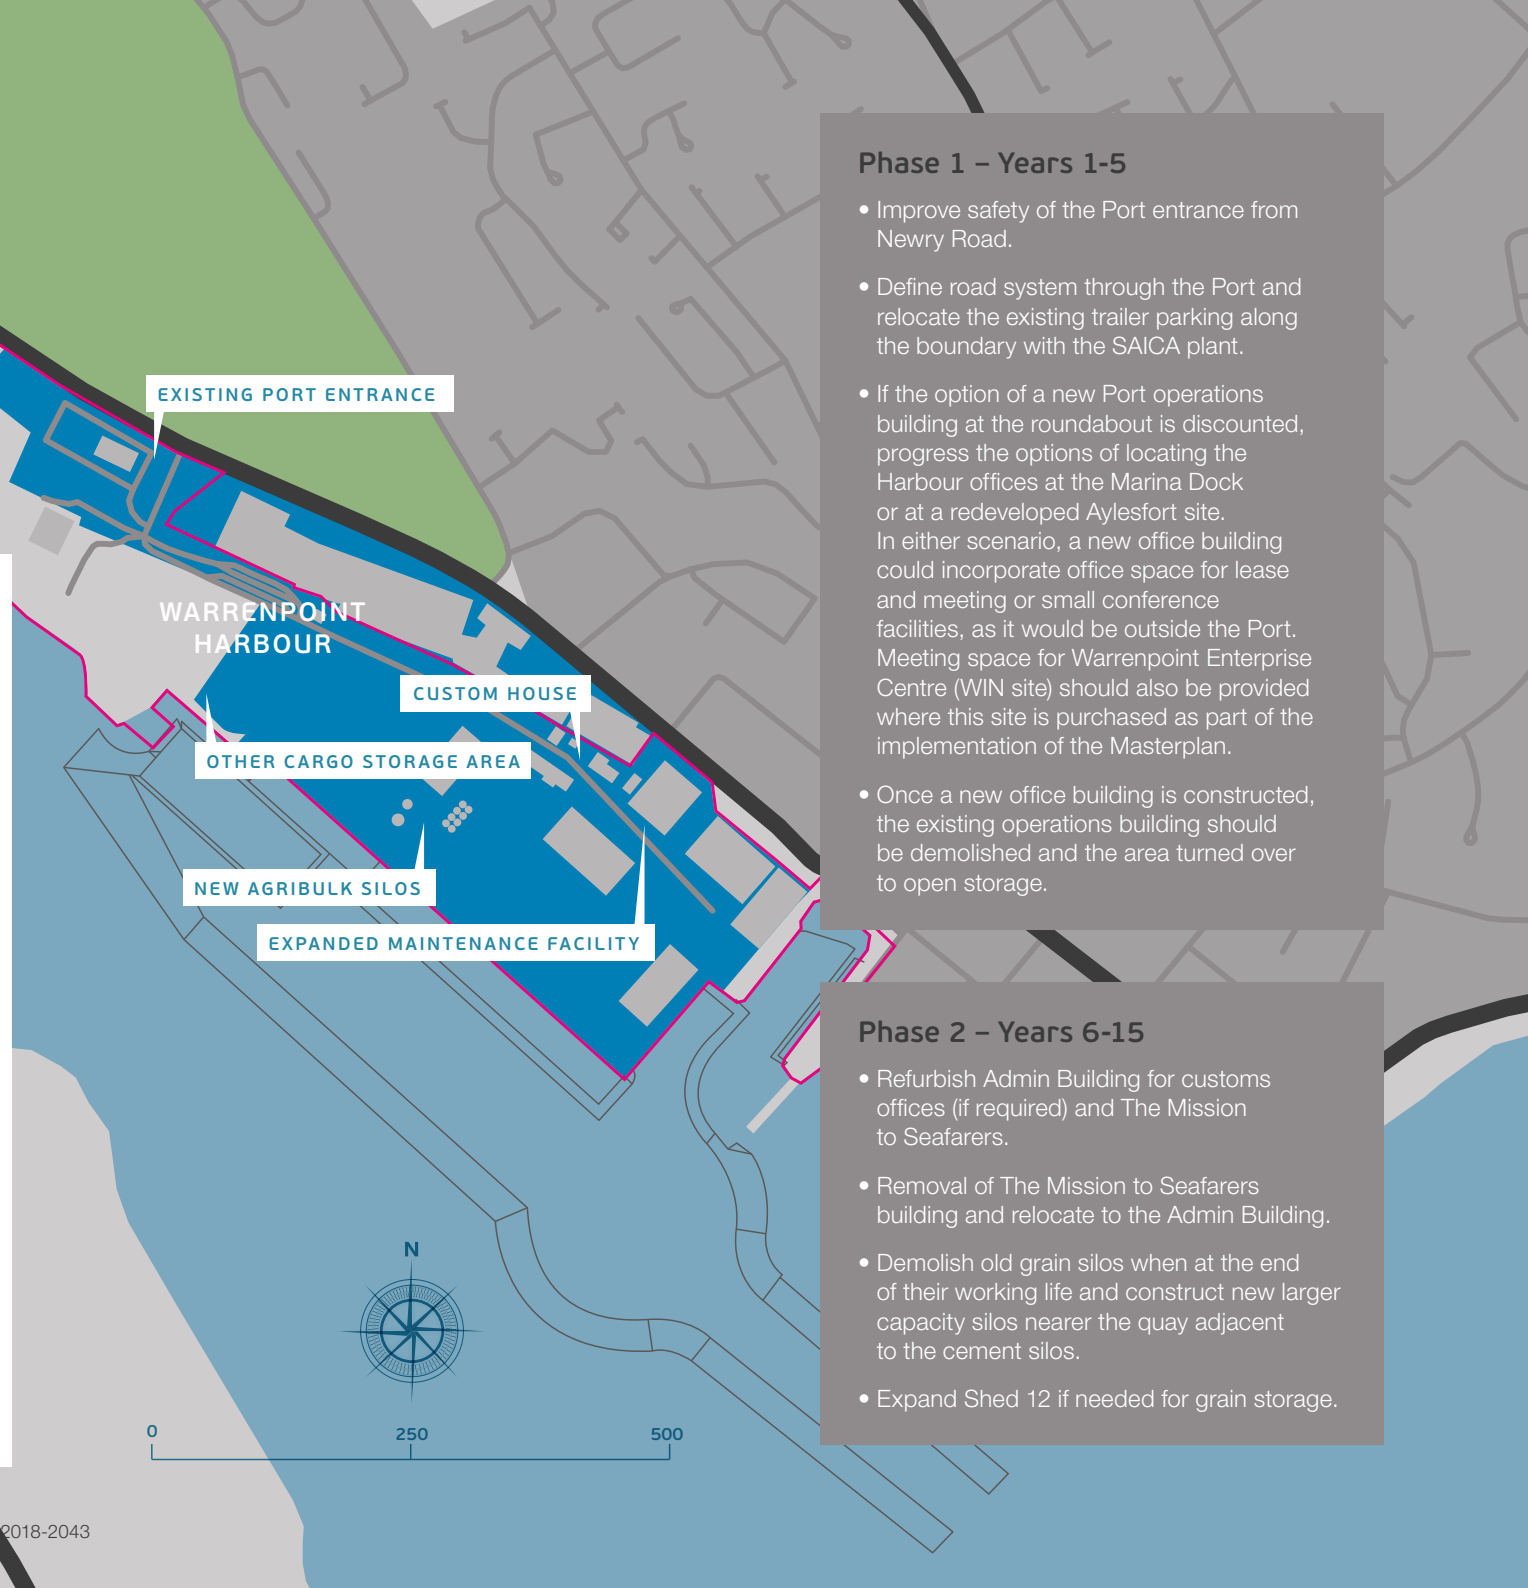 EXISTING PORT ENTRANCE
WARRENPOINT
HARBOUR
CUSTOM HOUSE
OTHER CARGO STORAGE AREA
NEW AGRIBULK SILOS
EXPANDED MAINTENANCE FACILITY
N
0
250
500
2018-2043
Phase 1 – Years 1-5
• Improve safety of the Port entrance from
Newry Road.
• Define road system through the Port and
relocate the existing trailer parking along
the boundary with the SAICA plant.
• If the option of a new Port operations
building at the roundabout is discounted,
progress the options of locating the
Harbour offices at the Marina Dock
or at a redeveloped Aylesfort site.
In either scenario, a new office building
could incorporate office space for lease
and meeting or small conference
facilities, as it would be outside the Port.
Meeting space for Warrenpoint Enterprise
Centre (WIN site) should also be provided
where this site is purchased as part of the
implementation of the Masterplan.
• Once a new office building is constructed,
the existing operations building should
be demolished and the area turned over
to open storage.
Phase 2 – Years 6-15
• Refurbish Admin Building for customs
offices (if required) and The Mission
to Seafarers.
• Removal of The Mission to Seafarers
building and relocate to the Admin Building.
• Demolish old grain silos when at the end
of their working life and construct new larger
capacity silos nearer the quay adjacent
to the cement silos.
• Expand Shed 12 if needed for grain storage.